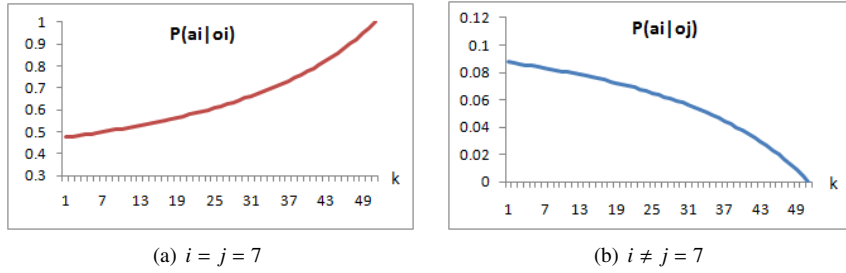 P(ai|oi)
1
0.9
0.8
0.7
0.6
0.5
0.4
0.3
1 7 13 19 25 31 37 43 49 k
(a) i = j = 7
P(ai|oj)
0.12
0.1
0.08
0.06
0.04
0.02
0
1 7 13 19 25 31 37 43 49 k
(b) i ≠ j = 7